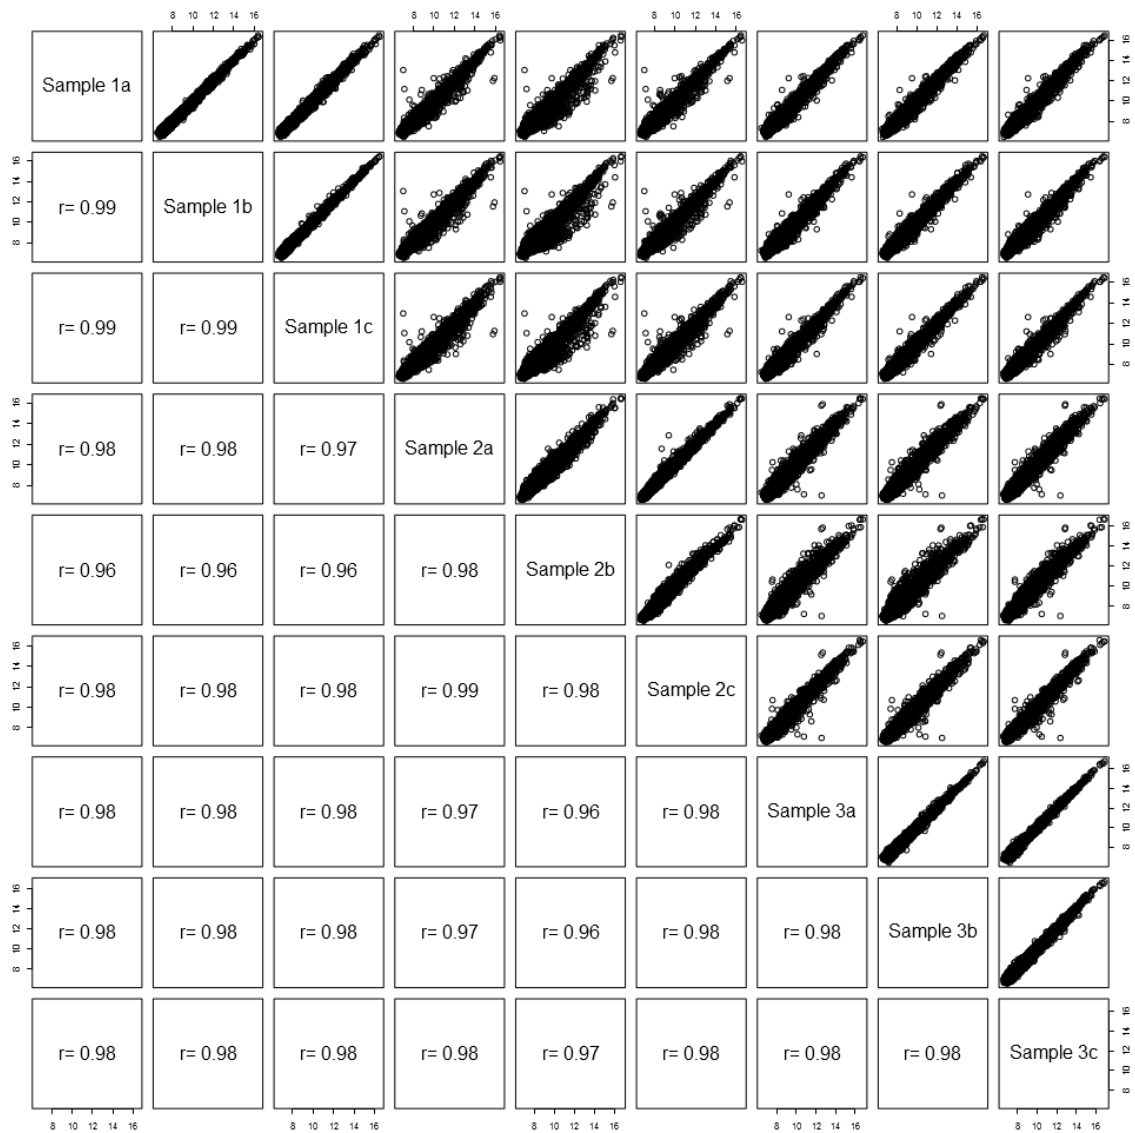 8 10 12 14 16 8 10 12 14 16 8 10 12 14 16 8 10 12 14 16
Sample 1a
8 10 12 14 16
8 10 12 14 16
r= 0.99 Sample 1b
r= 0.99 r= 0.99 Sample 1c
8 10 12 14 16
8 10 12 14 16
r= 0.98 r= 0.98 r= 0.97 Sample 2a
r= 0.96 r= 0.96 r= 0.96 r= 0.98 Sample 2b
8 10 12 14 16
8 10 12 14 16
r= 0.98 r= 0.98 r= 0.98 r= 0.99 r= 0.98 Sample 2c
r= 0.98 r= 0.98 r= 0.98 r= 0.97 r= 0.96 r= 0.98 Sample 3a
8 10 12 14 16
8 10 12 14 16
r= 0.98 r= 0.98 r= 0.98 r= 0.97 r= 0.96 r= 0.98 r= 0.98 Sample 3b
r= 0.98 r= 0.98 r= 0.98 r= 0.98 r= 0.97 r= 0.98 r= 0.98 r= 0.98 Sample 3c
8 10 12 14 16
8 10 12 14 16 8 10 12 14 16 8 10 12 14 16 8 10 12 14 16 8 10 12 14 16